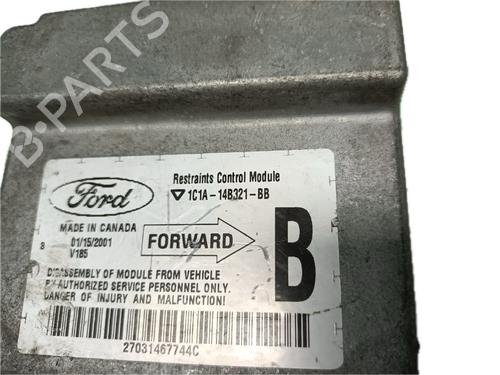 B-PARTS
Ford
Restraints Control Module
1C1A-14B321-BB
MADE IN CANADA
8 01/15/2001
V185
FORWARD
B
DISASSEMBLY OF MODULE FROM VEHICLE
BY AUTHORIZED SERVICE PERSONNEL ONLY.
DANGER OF INJURY AND MALFUNCTION!
27031467744C